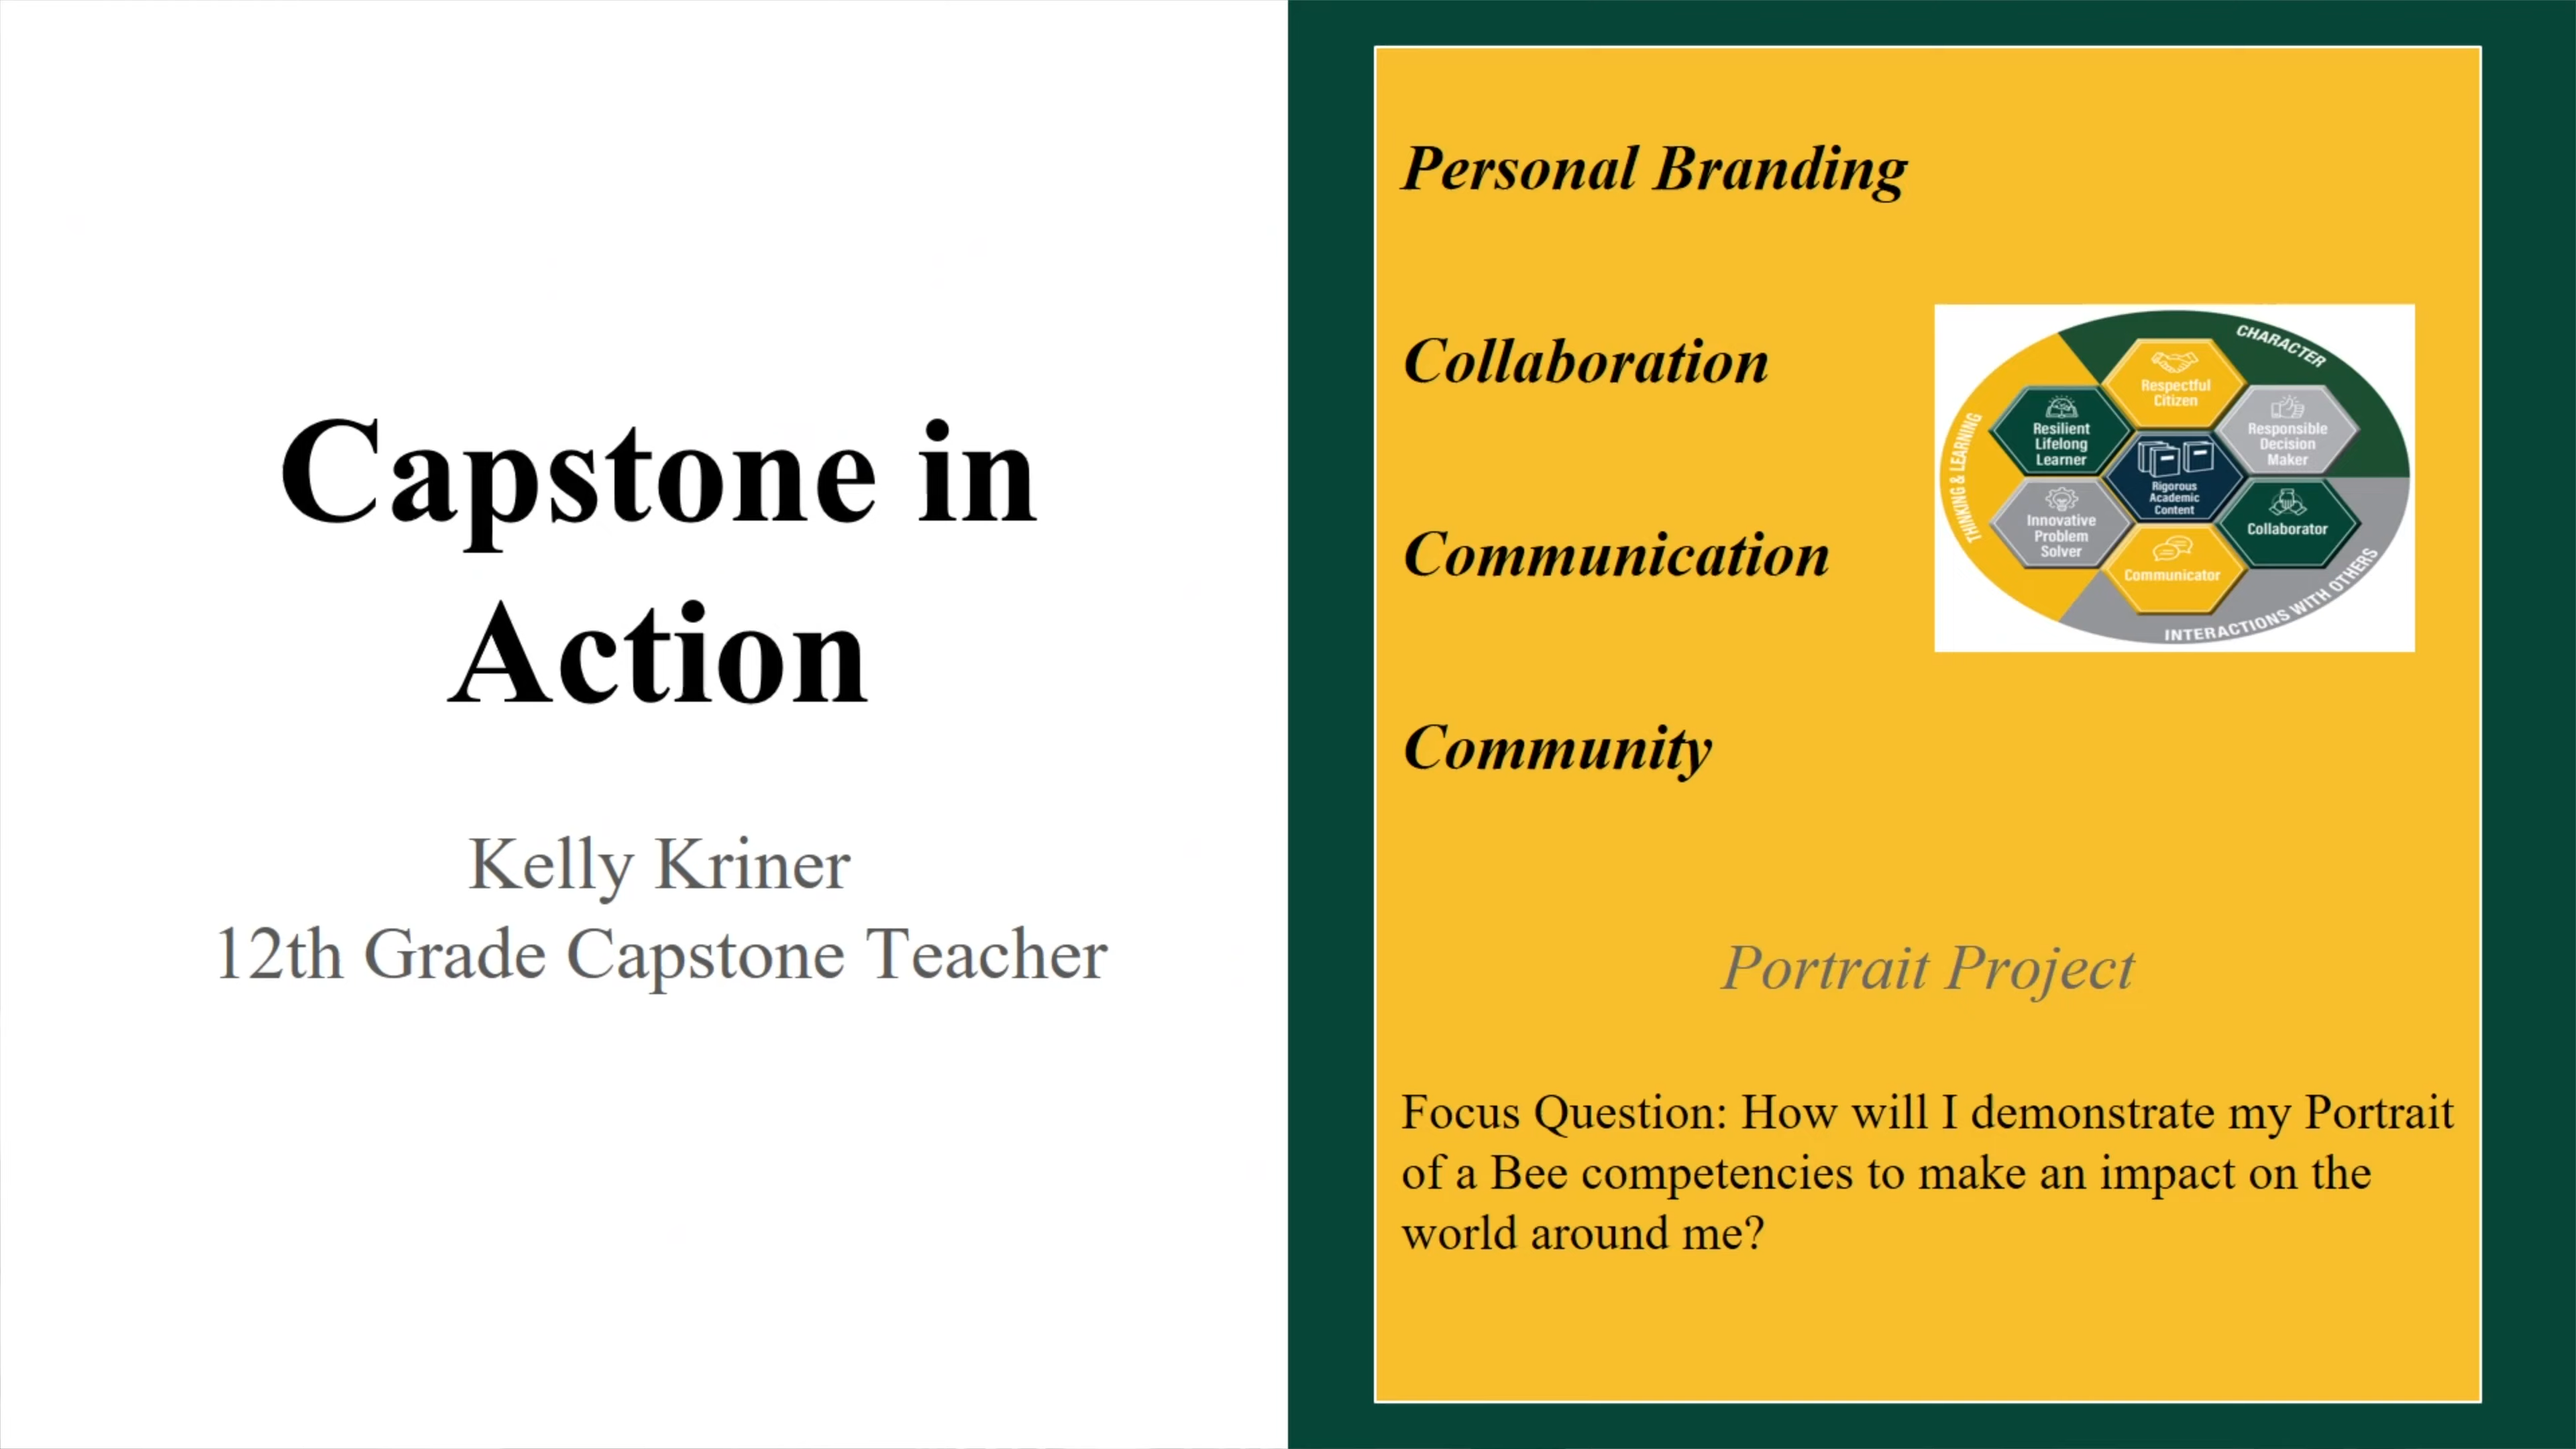 Capstone in
Action
Kelly Kriner
12th Grade Capstone Teacher
Personal Branding
Collaboration
Communication
Community
CHARACTER
THINKING & LEARNING
INTERACTIONS WITH OTHERS
Respectful
Citizen
Resilient
Lifelong
Learner
Responsible
Decision
Maker
Rigorous
Academic
Content
Innovative
Problem
Solver
Collaborator
Communicator
Portrait Project
Focus Question: How will I demonstrate my Portrait
of a Bee competencies to make an impact on the
world around me?